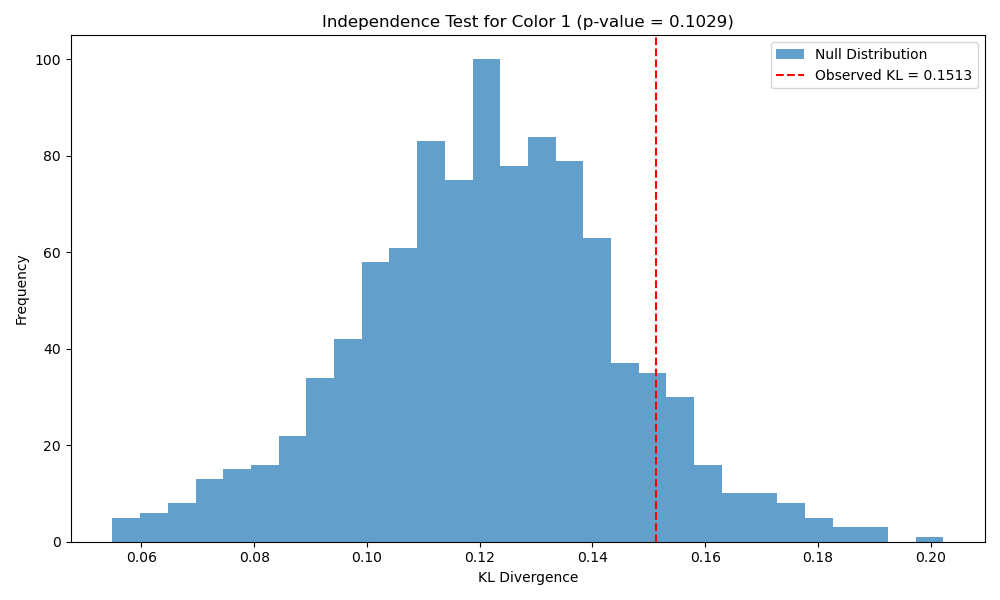 Independence Test for Color 1 (p-value = 0.1029)
Null Distribution
Observed KL = 0.1513
100
80
60
40
20
0
Frequency
0.06 0.08 0.10 0.12 0.14 0.16 0.18 0.20
KL Divergence